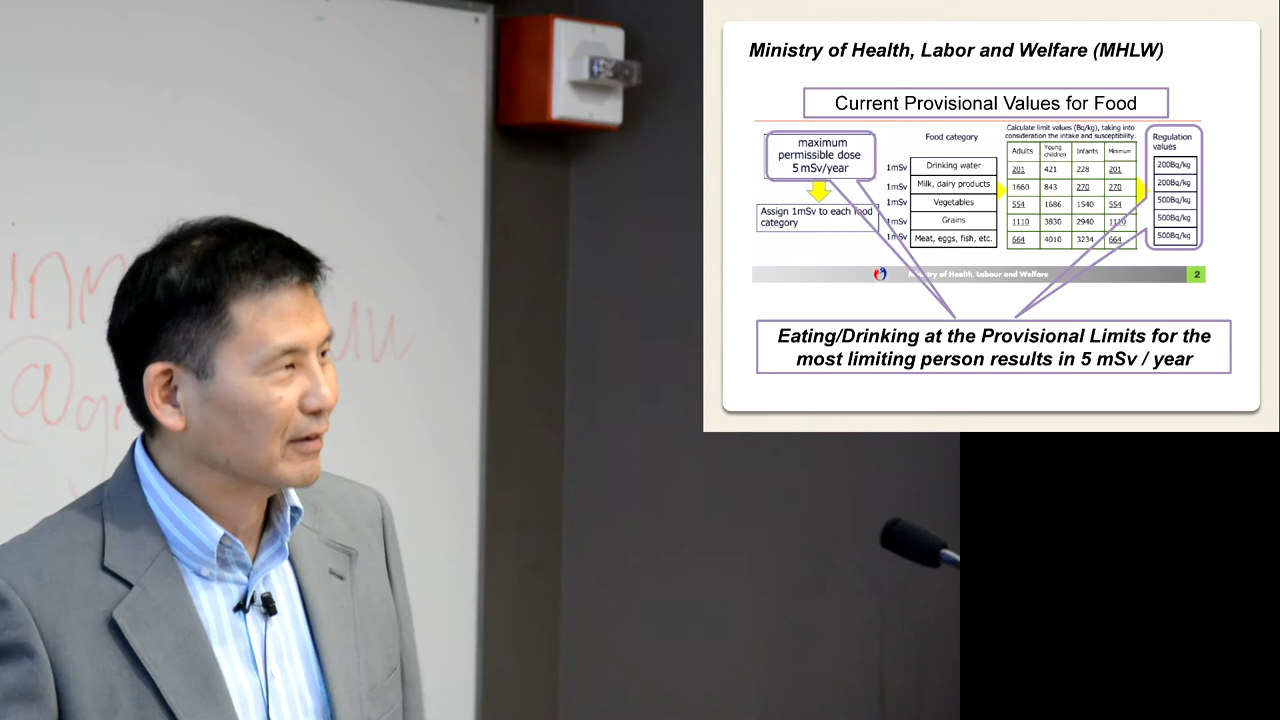 Ministry of Health, Labor and Welfare (MHLW)
Current Provisional Values for Food
maximum
permissible dose
5 mSv/year
Assign 1mSv to each food
category
Food category
Calculate limit values (Bq/kg), taking into
consideration the intake and susceptibility.
Adults Young children Infants Minimum
Regulation
values
1mSv Drinking water 201 421 228 201 200Bq/kg
1mSv Milk, dairy products 1660 843 270 270 200Bq/kg
1mSv Vegetables 554 1686 1540 554 500Bq/kg
1mSv Grains 1110 3830 2940 1110 500Bq/kg
1mSv Meat, eggs, fish, etc. 664 4010 3234 664 500Bq/kg
Ministry of Health, Labour and Welfare
2
Eating/Drinking at the Provisional Limits for the
most limiting person results in 5 mSv / year